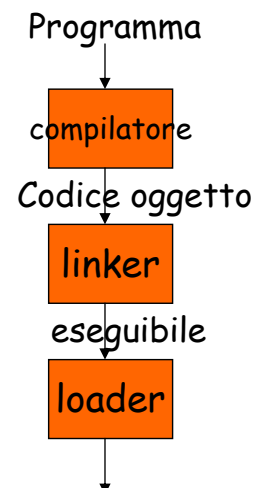 Programma
compilatore
Codice oggetto
linker
eseguibile
loader